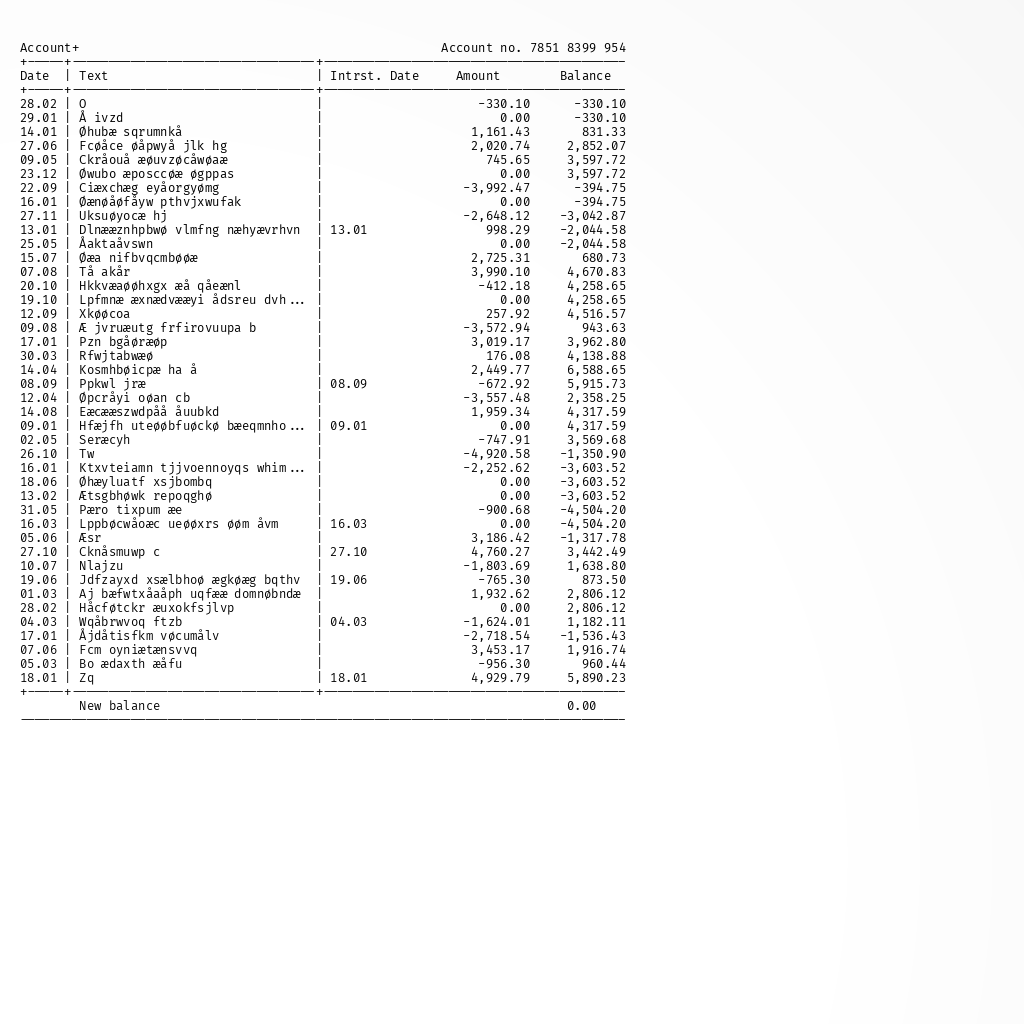 Account+ Account no. 7851 8399 954
Date | Text | Intrst. Date Amount Balance
28.02 | O | -330.10 -330.10
29.01 | Å ivzd | 0.00 -330.10
14.01 | Øhubæ sqrumnkå | 1,161.43 831.33
27.06 | Fcøåce øåpwyå jlk hg | 2,020.74 2,852.07
09.05 | Ckråouå æøuvzøcåwøaæ | 745.65 3,597.72
23.12 | Øwubo æposccøæ øgppas | 0.00 3,597.72
22.09 | Ciæxchæg eyåorgyømg | -3,992.47 -394.75
16.01 | Øænøåøfåyw pthvjxwufak | 0.00 -394.75
27.11 | Uksuøyocæ hj | -2,648.12 -3,042.87
13.01 | Dlnææznhpbwø vlmfng næhyævrhvn | 13.01 998.29 -2,044.58
25.05 | Åaktaåvswn | 0.00 -2,044.58
15.07 | Øæa nifbvqcmbøøæ | 2,725.31 680.73
07.08 | Tå akår | 3,990.10 4,670.83
20.10 | Hkkvæaøøhxgx æå qåeænl | -412.18 4,258.65
19.10 | Lpfmnæ æxnædvææyi ådsreu dvh... | 0.00 4,258.65
12.09 | Xkøøcoa | 257.92 4,516.57
09.08 | Æ jvruæutg frfirovuupa b | -3,572.94 943.63
17.01 | Pzn bgåøræøp | 3,019.17 3,962.80
30.03 | Rfwjtabwæø | 176.08 4,138.88
14.04 | Kosmhbøicpæ ha å | 2,449.77 6,588.65
08.09 | Ppkwl jræ | 08.09 -672.92 5,915.73
12.04 | Øpcråyi oøan cb | -3,557.48 2,358.25
14.08 | Eæcææszwdpåå åuubkd | 1,959.34 4,317.59
09.01 | Hfæjfh uteøøbfuøckø bæeqmnho... | 09.01 0.00 4,317.59
02.05 | Seræcyh | -747.91 3,569.68
26.10 | Tw | -4,920.58 -1,350.90
16.01 | Ktxvteiamn tjjvoennoyqs whim... | -2,252.62 -3,603.52
18.06 | Øhæyluatf xsjbombq | 0.00 -3,603.52
13.02 | Ætsgbhøwk repoqghø | 0.00 -3,603.52
31.05 | Pæro tixpum æe | -900.68 -4,504.20
16.03 | Lppbøcwåoæc ueøøxrs øøm åvm | 16.03 0.00 -4,504.20
05.06 | Æsr | 3,186.42 -1,317.78
27.10 | Cknåsmuwp c | 27.10 4,760.27 3,442.49
10.07 | Nlajzu | -1,803.69 1,638.80
19.06 | Jdfzayxd xsælbhoø ægkøæg bqthv | 19.06 -765.30 873.50
01.03 | Aj bæfwtxåaåph uqfææ domnøbndæ | 1,932.62 2,806.12
28.02 | Håcføtckr æuxokfsjlvp | 0.00 2,806.12
04.03 | Wqåbrwvoq ftzb | 04.03 -1,624.01 1,182.11
17.01 | Åjdåtisfkm vøcumålv | -2,718.54 -1,536.43
07.06 | Fcm oyniætænsvvq | 3,453.17 1,916.74
05.03 | Bo ædaxth æåfu | -956.30 960.44
18.01 | Zq | 18.01 4,929.79 5,890.23
New balance 0.00